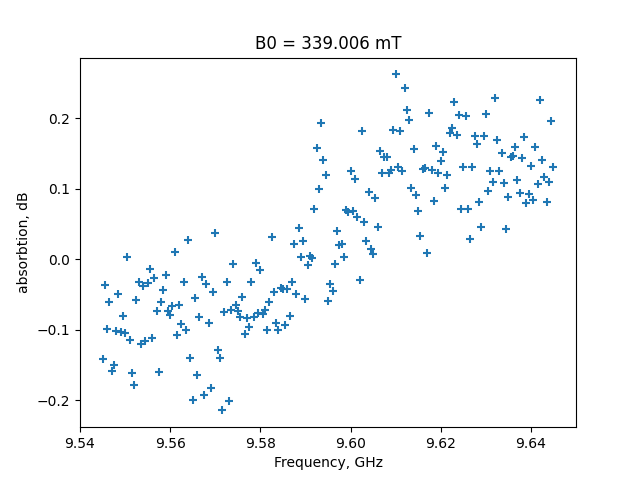 B0 = 339.006 mT
absorbtion, dB
0.2
0.1
0.0
−0.1
−0.2
9.54 9.56 9.58 9.60 9.62 9.64
Frequency, GHz